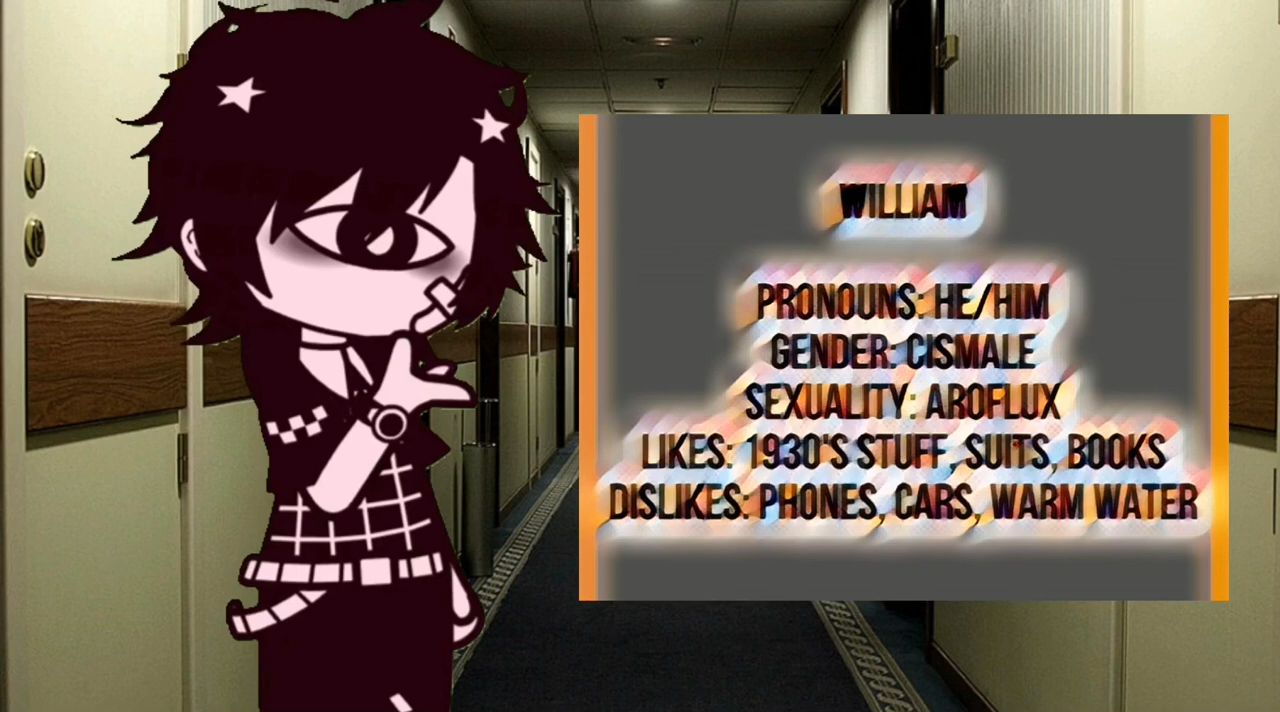 WILLIAM
PRONOUNS: HE/HIM
GENDER: CISMALE
SEXUALITY: AROFLUX
LIKES: 1930'S STUFF, SUITS, BOOKS
DISLIKES: PHONES, CARS, WARM WATER